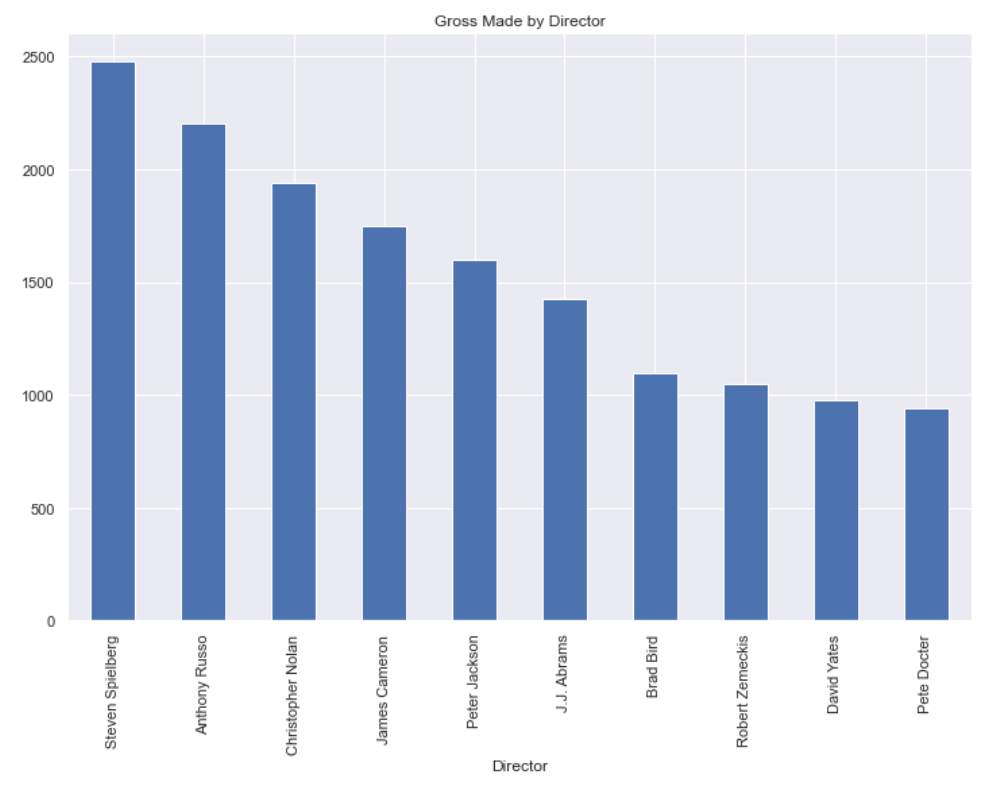 Gross Made by Director
2500
2000
1500
1000
500
0
Steven Spielberg
Anthony Russo
Christopher Nolan
James Cameron
Peter Jackson
J.J. Abrams
Brad Bird
Robert Zemeckis
David Yates
Pete Docter
Director